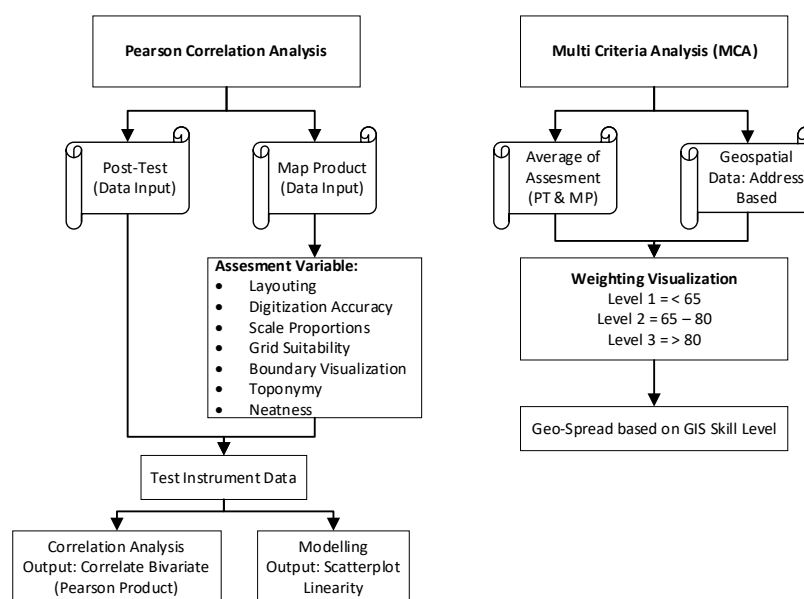 Pearson Correlation Analysis
Post-Test
(Data Input)
Map Product
(Data Input)
Assesment Variable:
• Layouting
• Digitization Accuracy
• Scale Proportions
• Grid Suitability
• Boundary Visualization
• Toponymy
• Neatness
Test Instrument Data
Correlation Analysis
Output: Correlate Bivariate
(Pearson Product)
Modelling
Output: Scatterplot
Linearity
Multi Criteria Analysis (MCA)
Average of
Assesment
(PT & MP)
Geospatial
Data: Address
Based
Weighting Visualization
Level 1 = < 65
Level 2 = 65 – 80
Level 3 = > 80
Geo-Spread based on GIS Skill Level